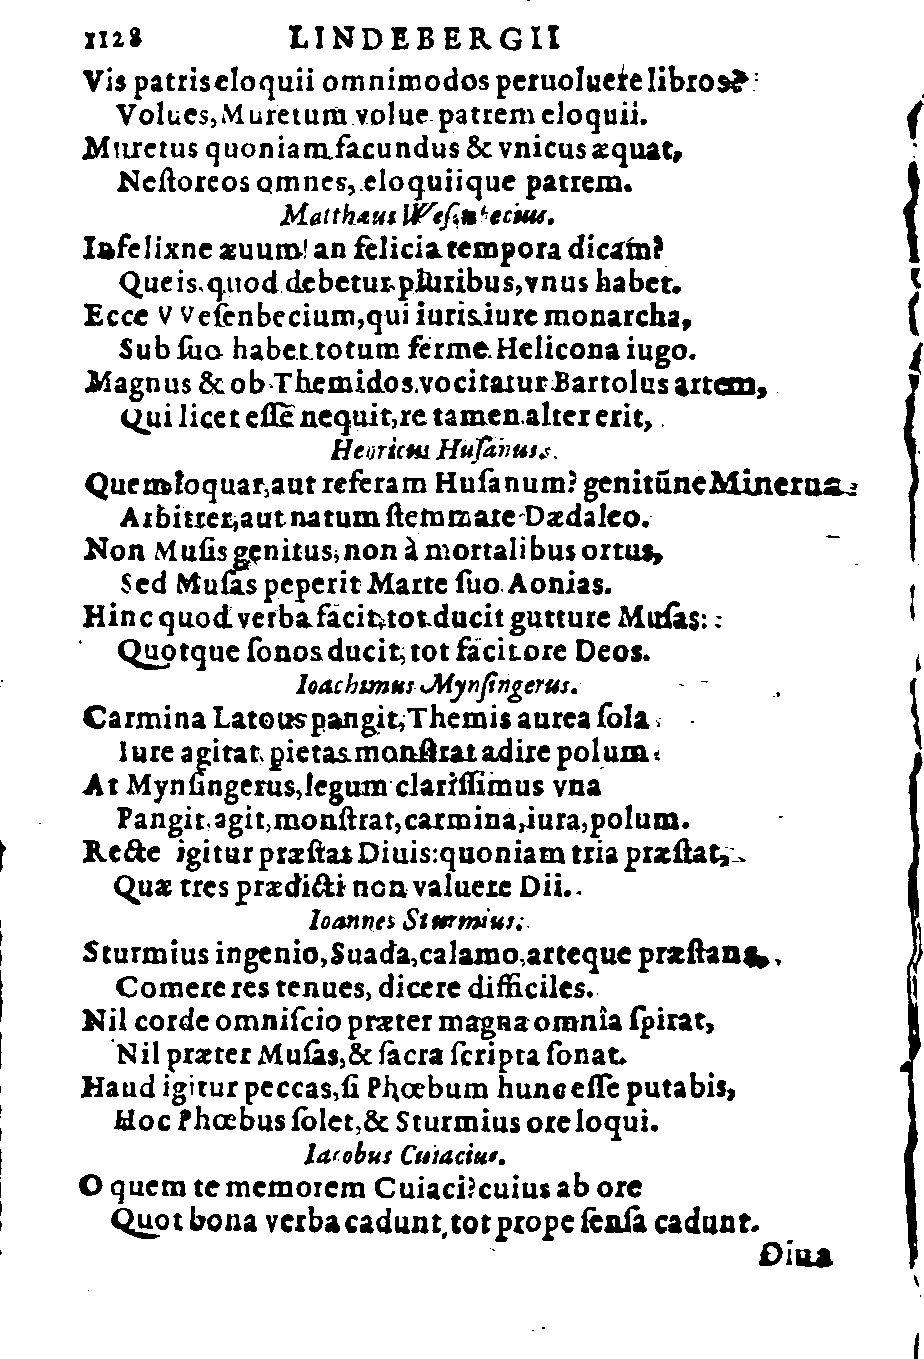 1128 LINDEBERGII
Vis patris eloquii omnimodos peruoluere libros?
Volues, Muretum volue patrem eloquii.
Muretus quoniam facundus & vnicus æquat,
Neſtoreos omnes, eloquiique patrem.
Matthæus Weſenbecius.
Infelixne æuum! an felicia tempora dicam?
Queis quod debetur pluribus, vnus habet.
Ecce VVeſenbecium, qui iuris iure monarcha,
Sub ſuo habet totum ferme Helicona iugo.
Magnus & ob Themidos vocitatur Bartolus artem,
Qui licet eſſe nequit, re tamen alter erit,
Henricus Huſanus.
Quem loquar, aut referam Huſanum? genitũne Minerua
Arbitrer, aut natum ſtemmate Dædaleo.
Non Muſis genitus, non à mortalibus ortus,
Sed Muſas peperit Marte ſuo Aonias.
Hinc quod verba facit, tot ducit gutture Muſas:
Quotque ſonos ducit, tot facit ore Deos.
Ioachimus Mynſingerus.
Carmina Latous pangit, Themis aurea ſola
Iure agitat, pietas monſtrat adire polum:
At Mynſingerus, legum clariſſimus vna
Pangit, agit, monſtrat, carmina, iura, polum.
Recte igitur præſtat Diuis: quoniam tria præſtat,
Quæ tres prædicti non valuere Dii.
Ioannes Sturmius.
Sturmius ingenio, Suada, calamo, arteque præſtans,
Comere res tenues, dicere difficiles.
Nil corde omniſcio præter magna omnia ſpirat,
Nil præter Muſas, & ſacra ſcripta ſonat.
Haud igitur peccas, ſi Phœbum hunc eſſe putabis,
Hoc Phœbus ſolet, & Sturmius ore loqui.
Iacobus Cuiacius.
O quem te memorem Cuiaci? cuius ab ore
Quot bona verba cadunt, tot prope ſenſa cadunt.
Diua